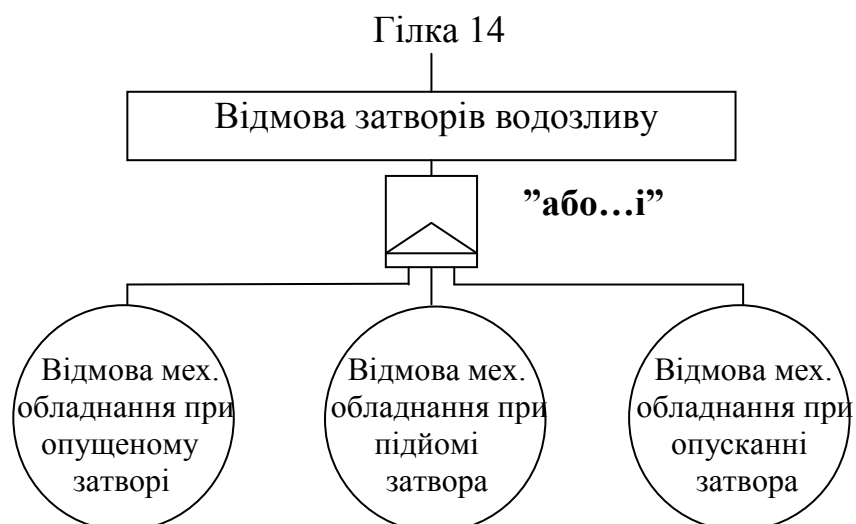 Гілка 14
Відмова затворів водозливу
”або…і”
Відмова мех.
обладнання при
опущеному
затворі
Відмова мех.
обладнання при
підйомі
затвора
Відмова мех.
обладнання при
опусканні
затвора